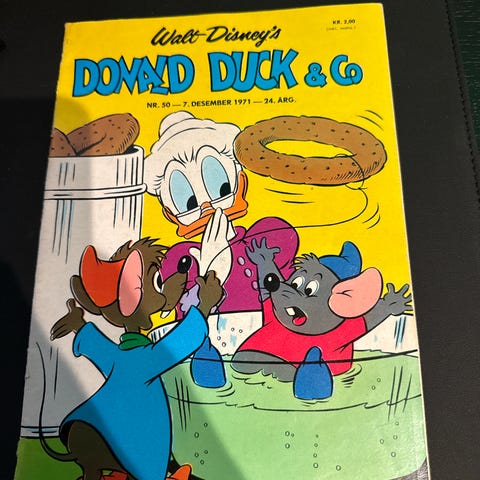 KR. 2,00
Walt Disney's
DONALD DUCK & Co
NR. 50 — 7. DESEMBER 1971 — 24. ÅRG.